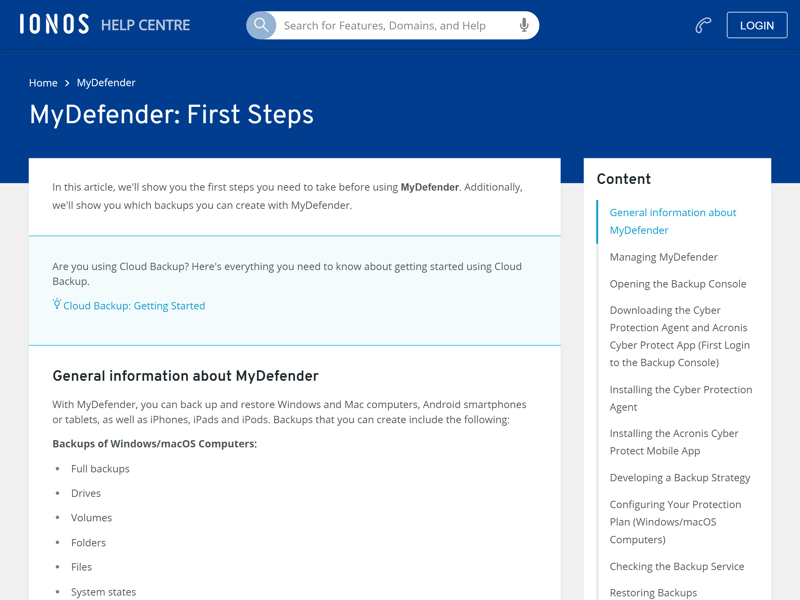 IONOS HELP CENTRE
Search for Features, Domains, and Help
LOGIN
Home > MyDefender
MyDefender: First Steps
In this article, we'll show you the first steps you need to take before using MyDefender. Additionally,
we'll show you which backups you can create with MyDefender.
Are you using Cloud Backup? Here's everything you need to know about getting started using Cloud
Backup.
Cloud Backup: Getting Started
General information about MyDefender
With MyDefender, you can back up and restore Windows and Mac computers, Android smartphones
or tablets, as well as iPhones, iPads and iPods. Backups that you can create include the following:
Backups of Windows/macOS Computers:
• Full backups
• Drives
• Volumes
• Folders
• Files
• System states
Content
General information about
MyDefender
Managing MyDefender
Opening the Backup Console
Downloading the Cyber
Protection Agent and Acronis
Cyber Protect App (First Login
to the Backup Console)
Installing the Cyber Protection
Agent
Installing the Acronis Cyber
Protect Mobile App
Developing a Backup Strategy
Configuring Your Protection
Plan (Windows/macOS
Computers)
Checking the Backup Service
Restoring Backups